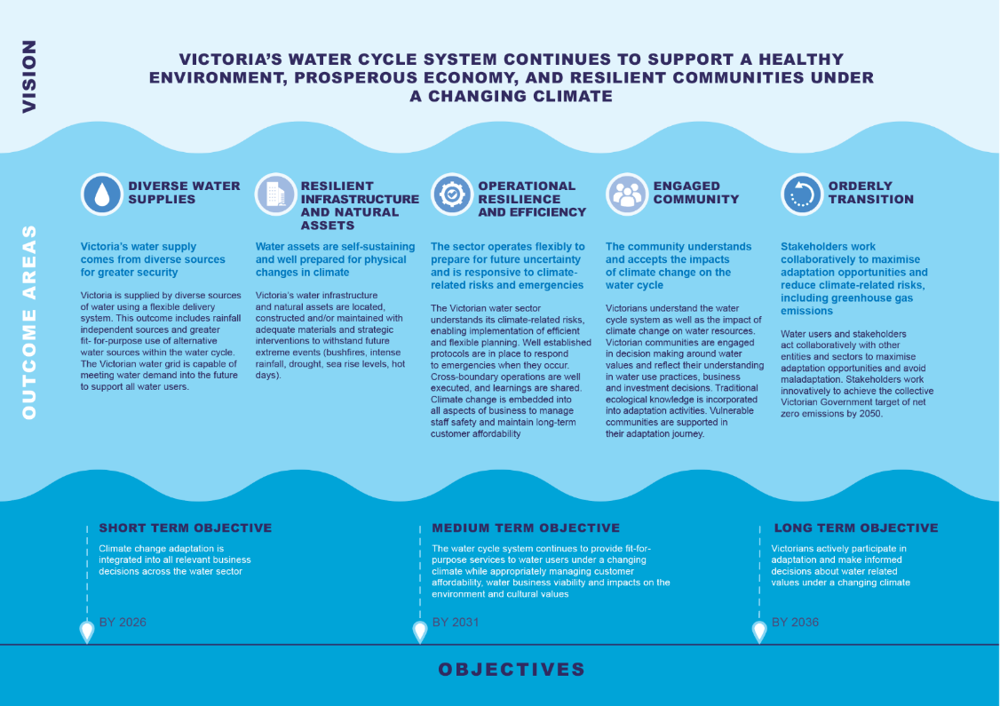 VISION
VICTORIA'S WATER CYCLE SYSTEM CONTINUES TO SUPPORT A HEALTHY
ENVIRONMENT, PROSPEROUS ECONOMY, AND RESILIENT COMMUNITIES UNDER
A CHANGING CLIMATE
OUTCOME AREAS
DIVERSE WATER
SUPPLIES
Victoria's water supply
comes from diverse sources
for greater security
Victoria is supplied by diverse sources
of water using a flexible delivery
system. This outcome includes rainfall
independent sources and greater
fit- for-purpose use of alternative
water sources within the water cycle.
The Victorian water grid is capable of
meeting water demand into the future
to support all water users.
RESILIENT
INFRASTRUCTURE
AND NATURAL
ASSETS
Water assets are self-sustaining
and well prepared for physical
changes in climate
Victoria's water infrastructure
and natural assets are located,
constructed and/or maintained with
adequate materials and strategic
interventions to withstand future
extreme events (bushfires, intense
rainfall, drought, sea rise levels, hot
days).
OPERATIONAL
RESILIENCE
AND EFFICIENCY
The sector operates flexibly to
prepare for future uncertainty
and is responsive to climate-
related risks and emergencies
The Victorian water sector
understands its climate-related risks,
enabling implementation of efficient
and flexible planning. Well established
protocols are in place to respond
to emergencies when they occur.
Cross-boundary operations are well
executed, and learnings are shared.
Climate change is embedded into
all aspects of business to manage
staff safety and maintain long-term
customer affordability
ENGAGED
COMMUNITY
The community understands
and accepts the impacts
of climate change on the
water cycle
Victorians understand the water
cycle system as well as the impact of
climate change on water resources.
Victorian communities are engaged
in decision making around water
values and reflect their understanding
in water use practices, business
and investment decisions. Traditional
ecological knowledge is incorporated
into adaptation activities. Vulnerable
communities are supported in
their adaptation journey.
ORDERLY
TRANSITION
Stakeholders work
collaboratively to maximise
adaptation opportunities and
reduce climate-related risks,
including greenhouse gas
emissions
Water users and stakeholders
act collaboratively with other
entities and sectors to maximise
adaptation opportunities and avoid
maladaptation. Stakeholders work
innovatively to achieve the collective
Victorian Government target of net
zero emissions by 2050.
SHORT TERM OBJECTIVE
Climate change adaptation is
integrated into all relevant business
decisions across the water sector
BY 2026
MEDIUM TERM OBJECTIVE
The water cycle system continues to provide fit-for-
purpose services to water users under a changing
climate while appropriately managing customer
affordability, water business viability and impacts on the
environment and cultural values
BY 2031
LONG TERM OBJECTIVE
Victorians actively participate in
adaptation and make informed
decisions about water related
values under a changing climate
BY 2036
OBJECTIVES